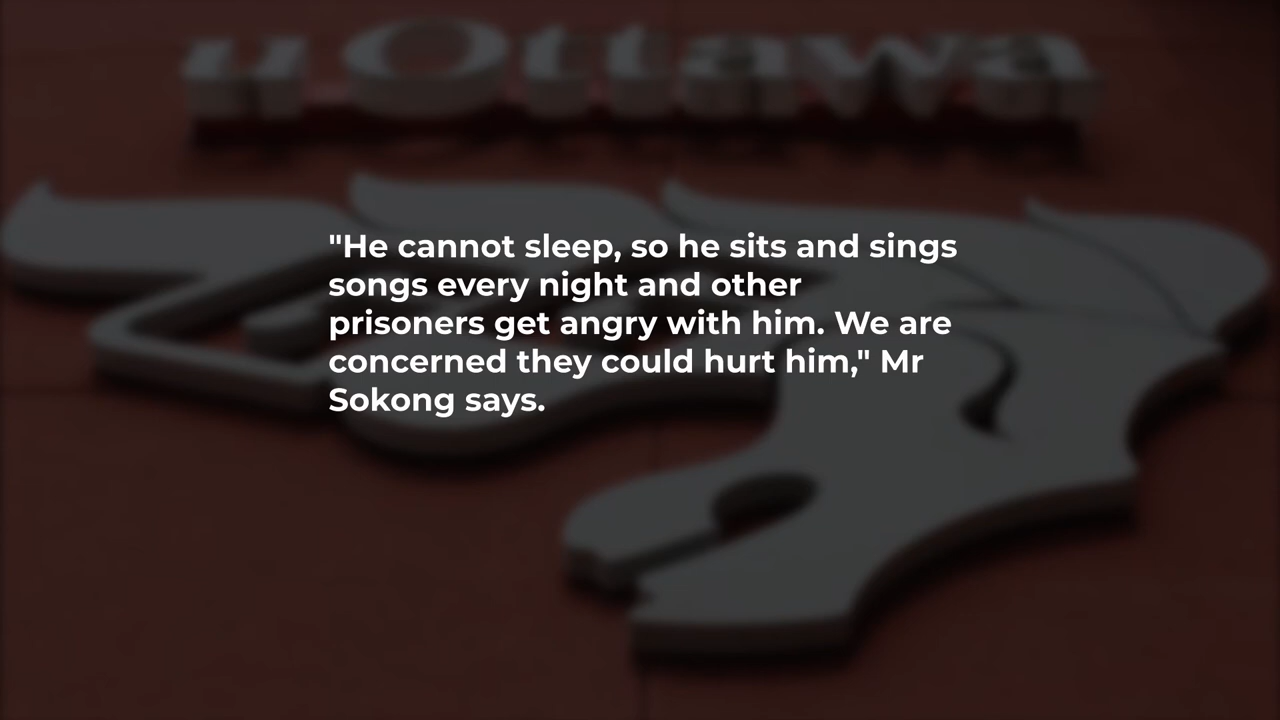 uOttawa
"He cannot sleep, so he sits and sings
songs every night and other
prisoners get angry with him. We are
concerned they could hurt him," Mr
Sokong says.